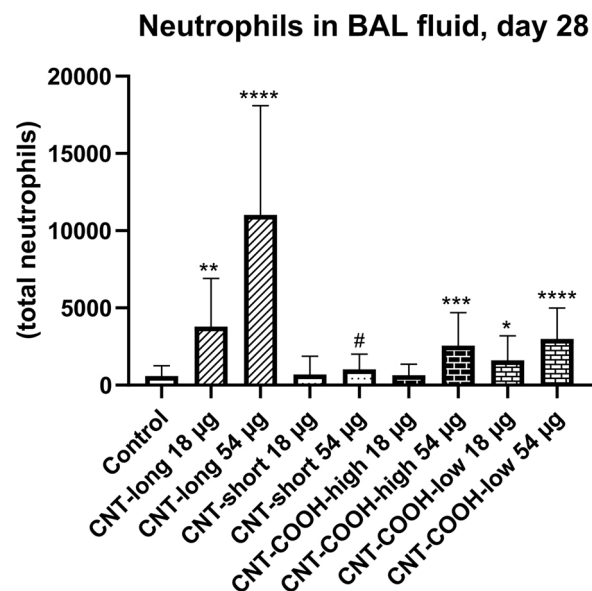 Neutrophils in BAL fluid, day 28
(total neutrophils)
20000
15000
10000
5000
0
**
****
#
***
*
****
Control
CNT-long 18 µg
CNT-long 54 µg
CNT-short 18 µg
CNT-short 54 µg
CNT-COOH-high 18 µg
CNT-COOH-high 54 µg
CNT-COOH-low 18 µg
CNT-COOH-low 54 µg